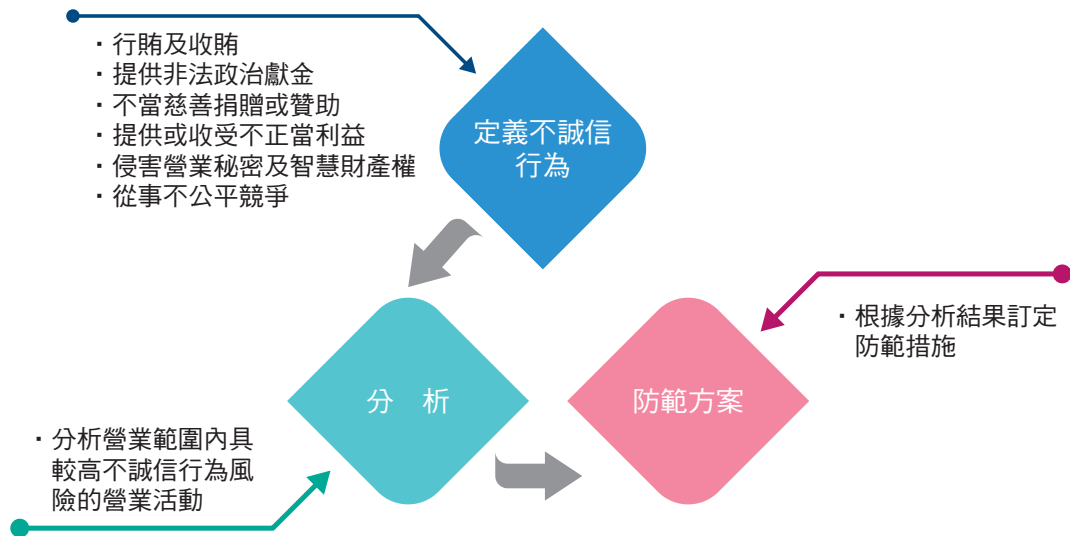 ・行賄及收賄
・提供非法政治獻金
・不當慈善捐贈或贊助
・提供或收受不正當利益
・侵害營業秘密及智慧財產權
・從事不公平競爭
定義不誠信
行為
分　析
・分析營業範圍內具
較高不誠信行為風
險的營業活動
防範方案
・根據分析結果訂定
防範措施